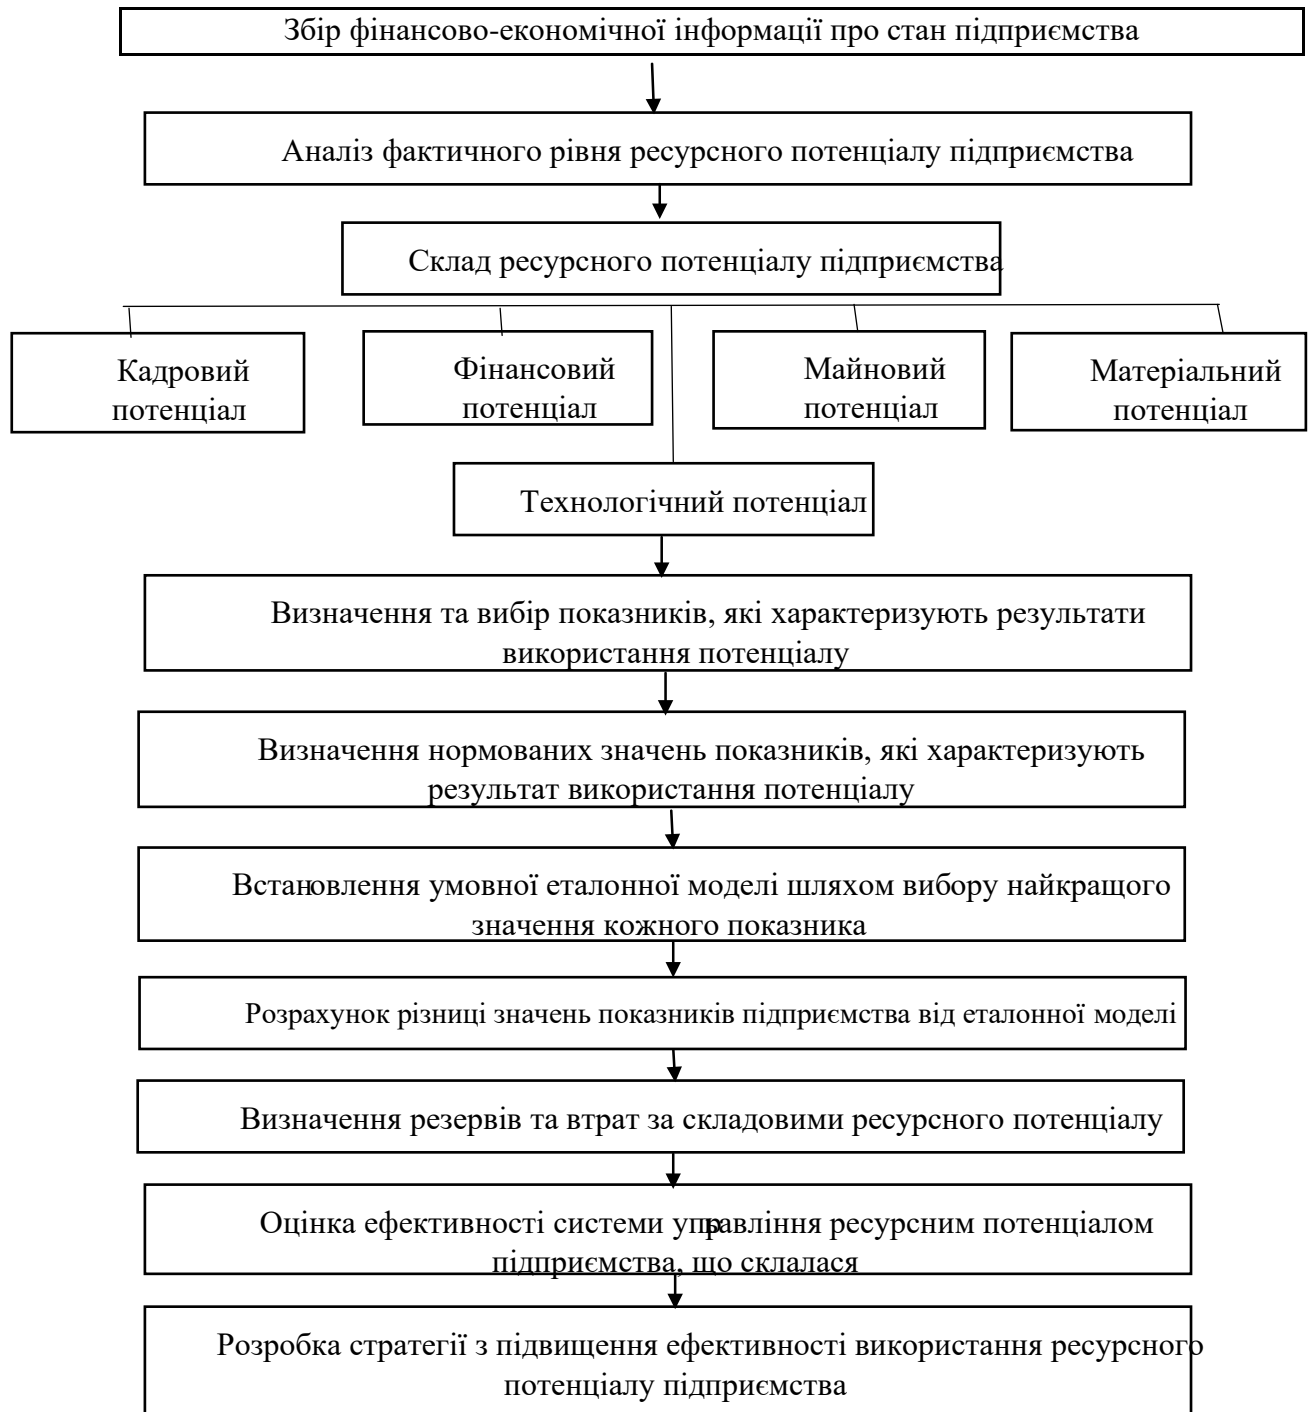 Збір фінансово-економічної інформації про стан підприємства
Аналіз фактичного рівня ресурсного потенціалу підприємства
Склад ресурсного потенціалу підприємства
Кадровий
потенціал
Фінансовий
потенціал
Майновий
потенціал
Матеріальний
потенціал
Технологічний потенціал
Визначення та вибір показників, які характеризують результати
використання потенціалу
Визначення нормованих значень показників, які характеризують
результат використання потенціалу
Встановлення умовної еталонної моделі шляхом вибору найкращого
значення кожного показника
Розрахунок різниці значень показників підприємства від еталонної моделі
Визначення резервів та втрат за складовими ресурсного потенціалу
Оцінка ефективності системи управління ресурсним потенціалом
підприємства, що склалася
Розробка стратегії з підвищення ефективності використання ресурсного
потенціалу підприємства